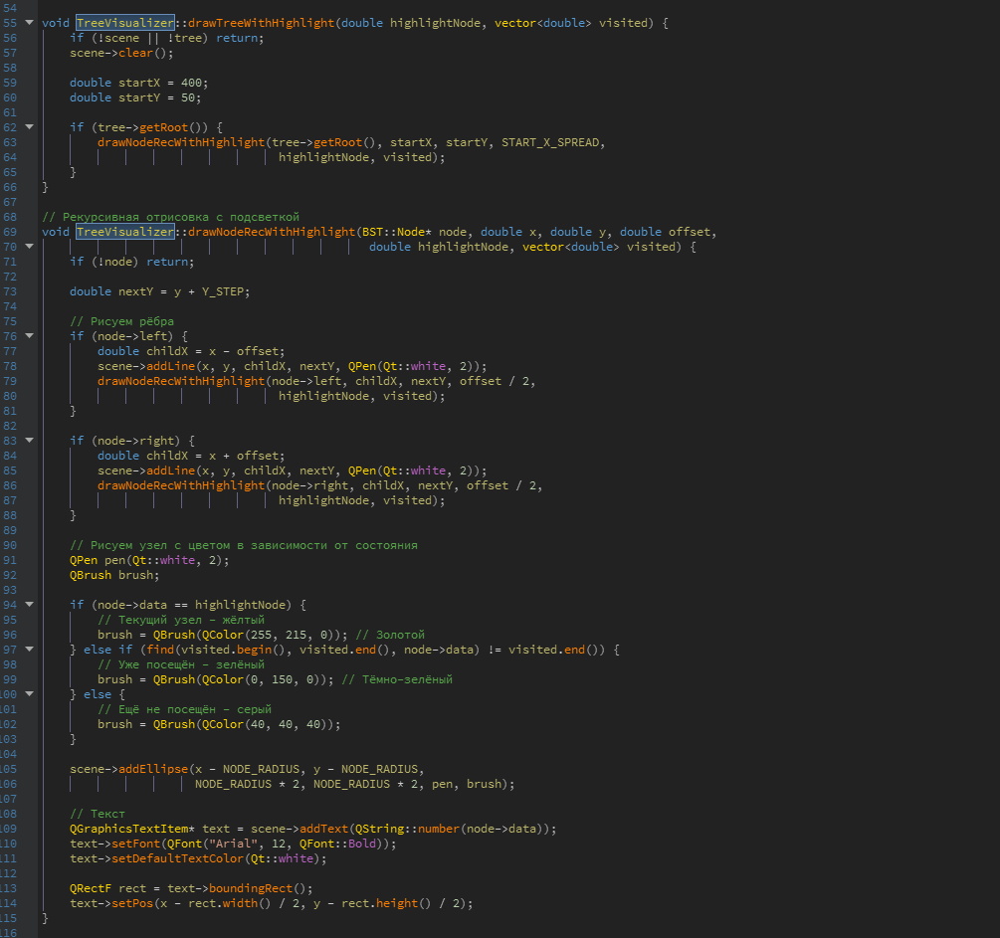 54
55 void TreeVisualizer::drawTreeWithHighlight(double highlightNode, vector<double> visited) {
56     if (!scene || !tree) return;
57     scene->clear();
58
59     double startX = 400;
60     double startY = 50;
61
62     if (tree->getRoot()) {
63         drawNodeRecWithHighlight(tree->getRoot(), startX, startY, START_X_SPREAD,
64                                   highlightNode, visited);
65     }
66 }
67
68 // Рекурсивная отрисовка с подсветкой
69 void TreeVisualizer::drawNodeRecWithHighlight(BST::Node* node, double x, double y, double offset,
70                                                double highlightNode, vector<double> visited) {
71     if (!node) return;
72
73     double nextY = y + Y_STEP;
74
75     // Рисуем рёбра
76     if (node->left) {
77         double childX = x - offset;
78         scene->addLine(x, y, childX, nextY, QPen(Qt::white, 2));
79         drawNodeRecWithHighlight(node->left, childX, nextY, offset / 2,
80                                   highlightNode, visited);
81     }
82
83     if (node->right) {
84         double childX = x + offset;
85         scene->addLine(x, y, childX, nextY, QPen(Qt::white, 2));
86         drawNodeRecWithHighlight(node->right, childX, nextY, offset / 2,
87                                   highlightNode, visited);
88     }
89
90     // Рисуем узел с цветом в зависимости от состояния
91     QPen pen(Qt::white, 2);
92     QBrush brush;
93
94     if (node->data == highlightNode) {
95         // Текущий узел – жёлтый
96         brush = QBrush(QColor(255, 215, 0)); // Золотой
97     } else if (find(visited.begin(), visited.end(), node->data) != visited.end()) {
98         // Уже посещён – зелёный
99         brush = QBrush(QColor(0, 150, 0)); // Тёмно-зелёный
100     } else {
101         // Ещё не посещён – серый
102         brush = QBrush(QColor(40, 40, 40));
103     }
104
105     scene->addEllipse(x - NODE_RADIUS, y - NODE_RADIUS,
106                       NODE_RADIUS * 2, NODE_RADIUS * 2, pen, brush);
107
108     // Текст
109     QGraphicsTextItem* text = scene->addText(QString::number(node->data));
110     text->setFont(QFont("Arial", 12, QFont::Bold));
111     text->setDefaultTextColor(Qt::white);
112
113     QRectF rect = text->boundingRect();
114     text->setPos(x - rect.width() / 2, y - rect.height() / 2);
115 }
116